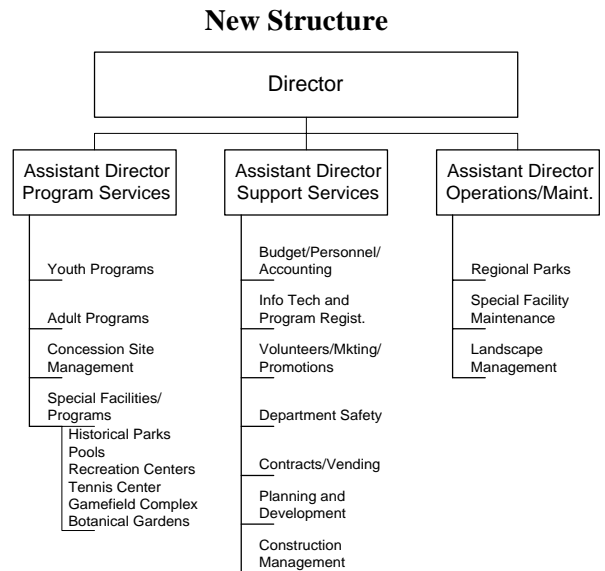 New Structure
Director
Assistant Director
Program Services
Youth Programs
Adult Programs
Concession Site
Management
Special Facilities/
Programs
Historical Parks
Pools
Recreation Centers
Tennis Center
Gamefield Complex
Botanical Gardens
Assistant Director
Support Services
Budget/Personnel/
Accounting
Info Tech and
Program Regist.
Volunteers/Mkting/
Promotions
Department Safety
Contracts/Vending
Planning and
Development
Construction
Management
Assistant Director
Operations/Maint.
Regional Parks
Special Facility
Maintenance
Landscape
Management